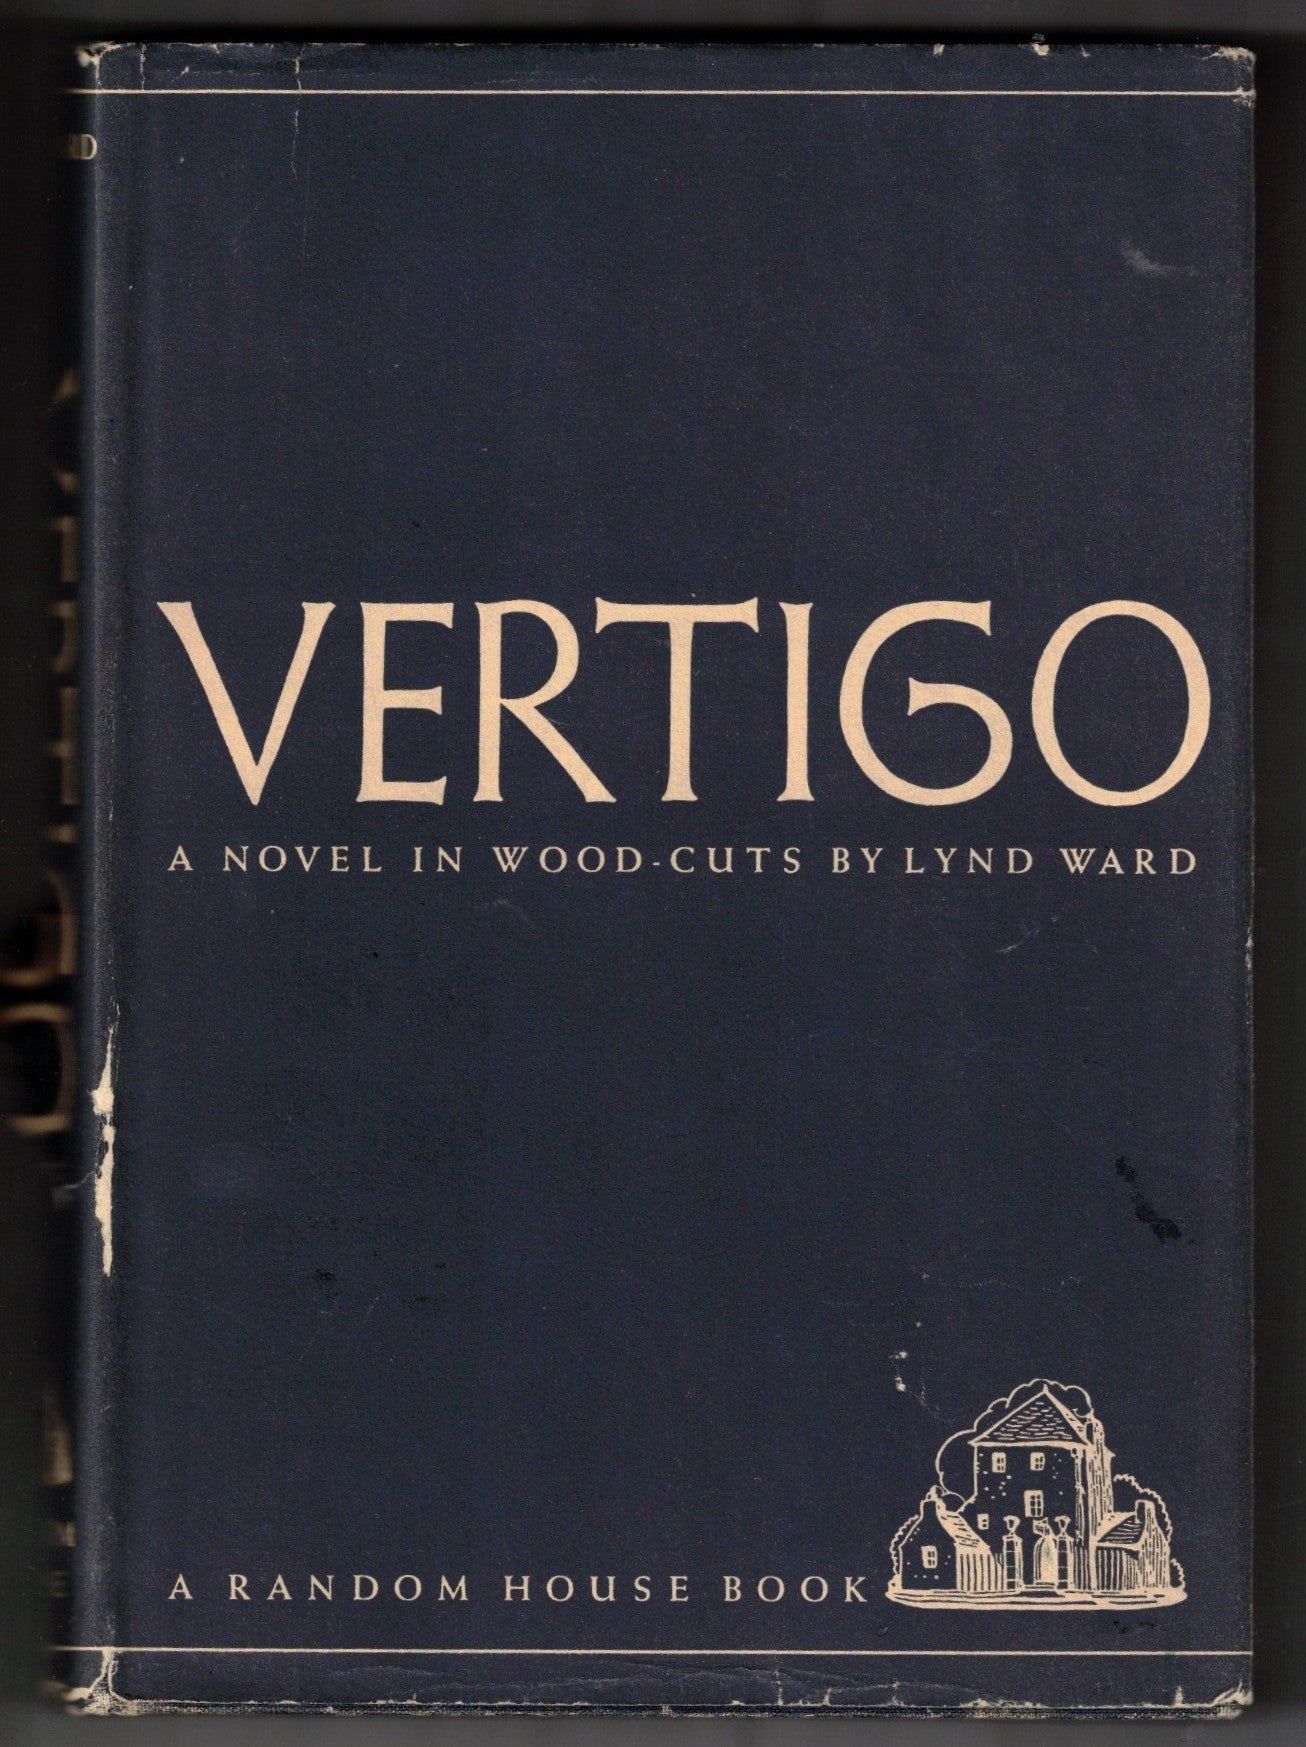 VERTIGO
A NOVEL IN WOOD-CUTS BY LYND WARD
A RANDOM HOUSE BOOK